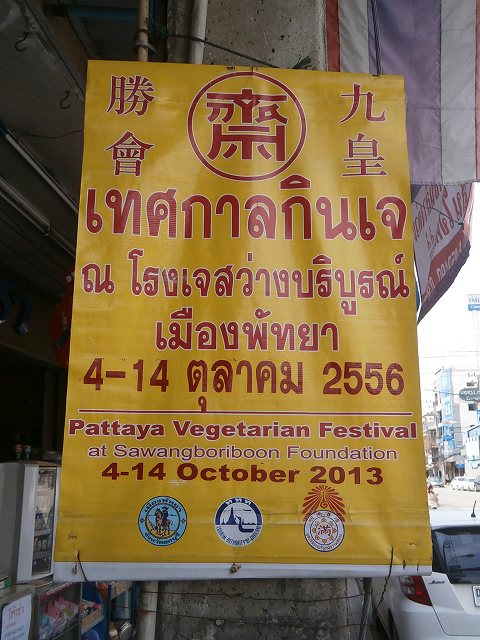 九皇
齋
勝會
เทศกาลกินเจ
ณ โรงเจสว่างบริบูรณ์
เมืองพัทยา
4-14 ตุลาคม 2556
Pattaya Vegetarian Festival
at Sawangboriboon Foundation
4-14 October 2013